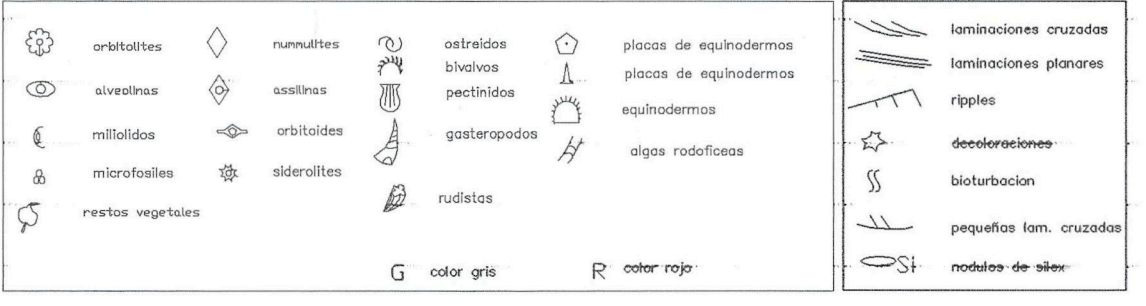 orbitolites
alveolinas
miliolidos
microfosiles
restos vegetales
nummulites
assilinas
orbitoides
siderolites
ostreidos
bivalvos
pectinidos
gasteropodos
rudistas
G color gris
placas de equinodermos
placas de equinodermos
equinodermos
algas rodoficeas
R color rojo
laminaciones cruzadas
laminaciones planares
ripples
decoloraciones
bioturbacion
pequeñas lam. cruzadas
Si nodulos de silex